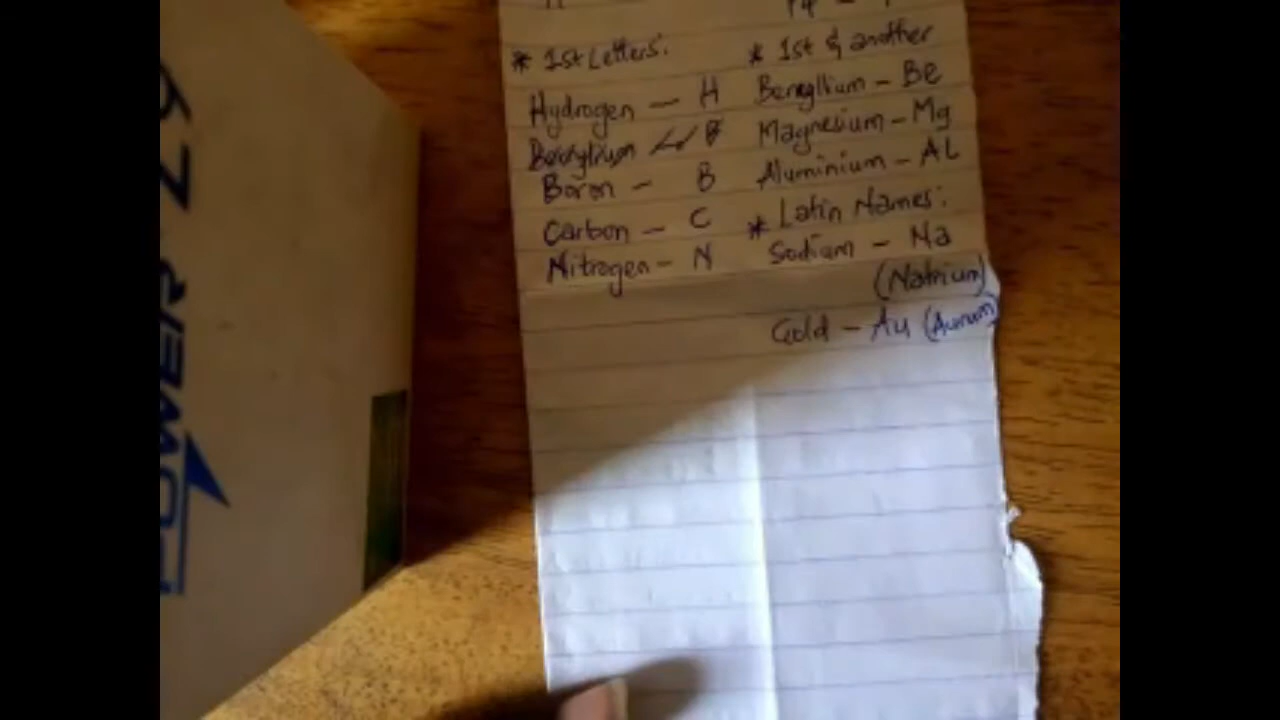 * 1st Letters:
Hydrogen — H
Boron — B
Carbon — C
Nitrogen — N
* 1st & another
Beryllium — Be
Magnesium — Mg
Aluminium — AL
* Latin Names:
Sodium — Na
(Natrium)
Gold — Au (Aurum)
POWER